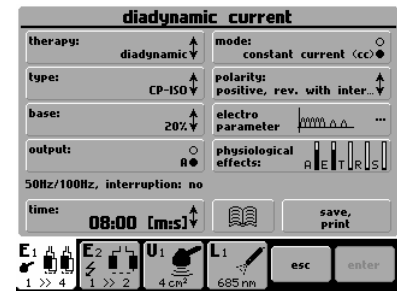 diadynamic current
therapy:
diadynamic
mode:
constant current (cc)
type:
CP-ISO
polarity:
positive, rev. with inter...
base:
20%
electro
parameter
...
output:
A
physiological
effects:
A E T R S
50Hz/100Hz, interruption: no
time:
08:00 [m:s]
save,
print
E1
1 >> 4
E2
1 >> 2
U1
4 cm²
L1
685 nm
esc
enter